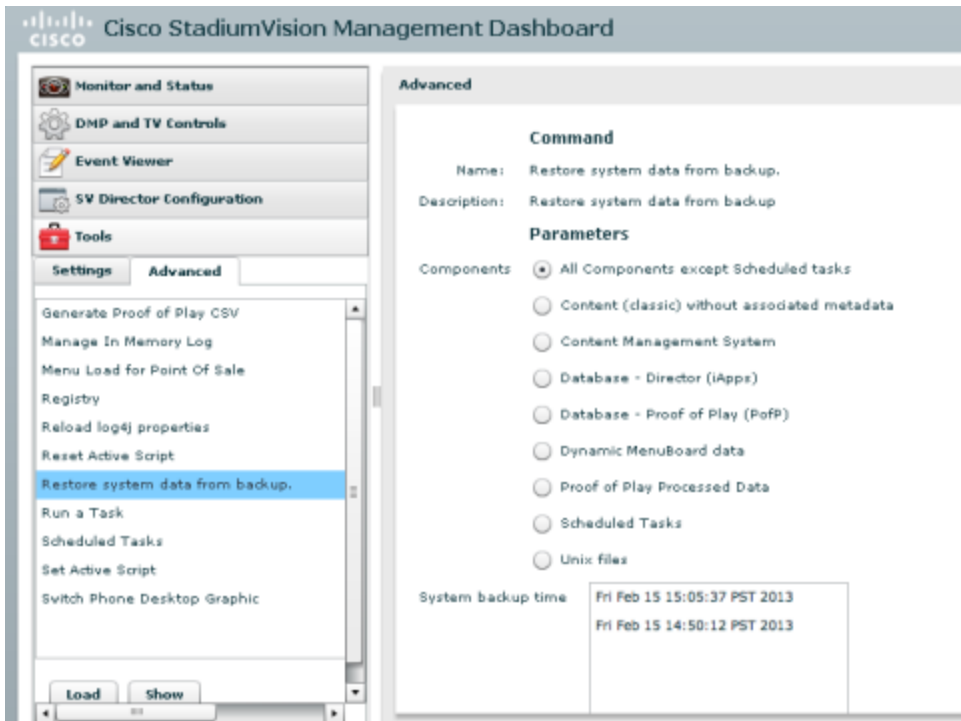 CISCO Cisco StadiumVision Management Dashboard
Monitor and Status
DMP and TV Controls
Event Viewer
SV Director Configuration
Tools
Settings Advanced
Generate Proof of Play CSV
Manage In Memory Log
Menu Load for Point Of Sale
Registry
Reload log4j properties
Reset Active Script
Restore system data from backup.
Run a Task
Scheduled Tasks
Set Active Script
Switch Phone Desktop Graphic
Load Show
Advanced
Command
Name: Restore system data from backup.
Description: Restore system data from backup
Parameters
Components All Components except Scheduled tasks
Content (classic) without associated metadata
Content Management System
Database - Director (iApps)
Database - Proof of Play (PofP)
Dynamic MenuBoard data
Proof of Play Processed Data
Scheduled Tasks
Unix files
System backup time Fri Feb 15 15:05:37 PST 2013
Fri Feb 15 14:50:12 PST 2013